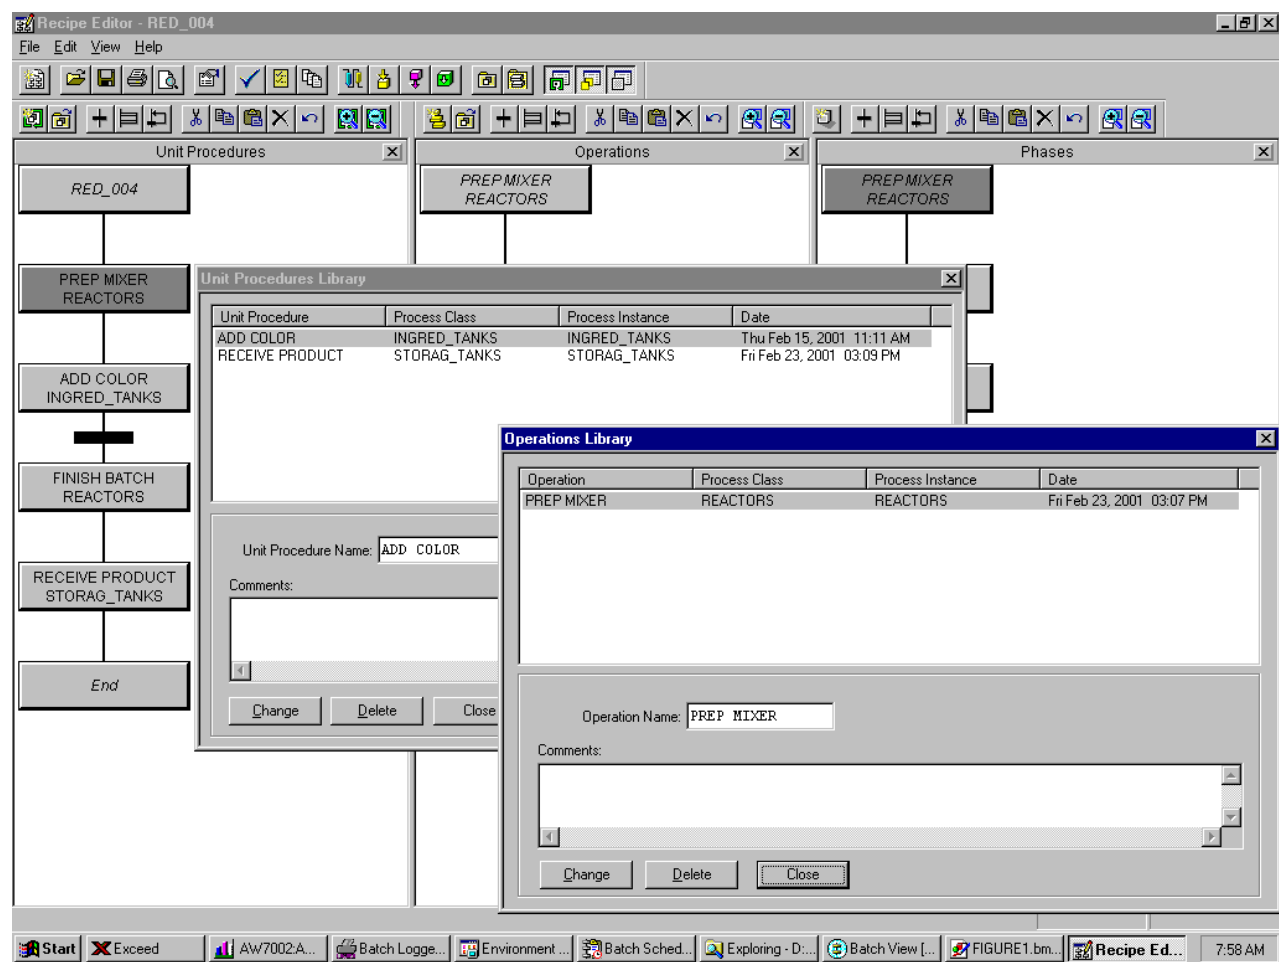 Recipe Editor - RED_004
File Edit View Help
Unit Procedures
Operations
Phases
RED_004
PREP MIXER
REACTORS
PREP MIXER
REACTORS
PREP MIXER
REACTORS
PREP MIXER
REACTORS
ADD COLOR
INGRED_TANKS
FINISH BATCH
REACTORS
RECEIVE PRODUCT
STORAG_TANKS
End
Unit Procedures Library
Unit Procedure Process Class Process Instance Date
ADD COLOR INGRED_TANKS INGRED_TANKS Thu Feb 15, 2001 11:11 AM
RECEIVE PRODUCT STORAG_TANKS STORAG_TANKS Fri Feb 23, 2001 03:09 PM
Unit Procedure Name: ADD COLOR
Comments:
Change Delete Close
Operations Library
Operation Process Class Process Instance Date
PREP MIXER REACTORS REACTORS Fri Feb 23, 2001 03:07 PM
Operation Name: PREP MIXER
Comments:
Change Delete Close
Start Exceed AW7002:A... Batch Logge... Environment ... Batch Sched... Exploring - D:... Batch View [... FIGURE1.bm... Recipe Ed... 7:58 AM